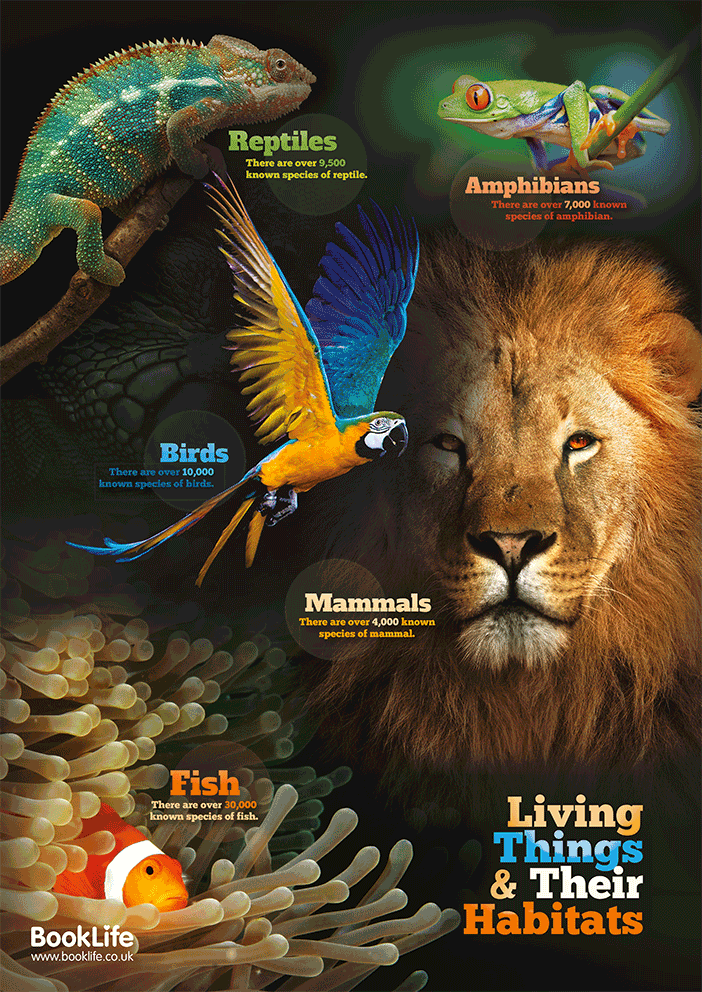 Reptiles
There are over 9,500
known species of reptile.
Amphibians
There are over 7,000 known
species of amphibian.
Birds
There are over 10,000
known species of birds.
Mammals
There are over 4,000 known
species of mammal.
Fish
There are over 30,000
known species of fish.
Living
Things
& Their
Habitats
BookLife
www.booklife.co.uk